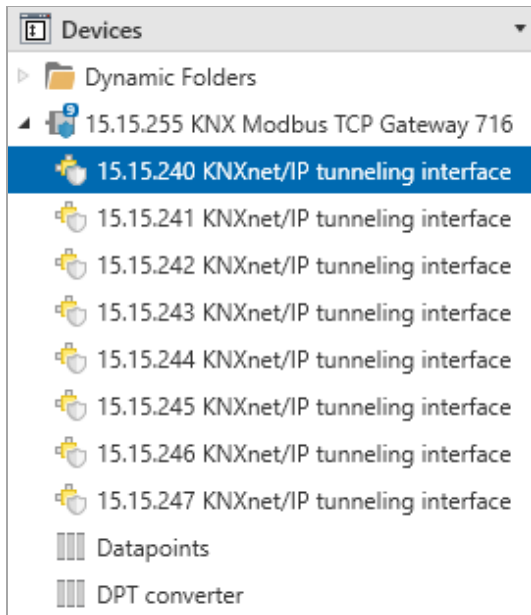 Devices
Dynamic Folders
9
15.15.255 KNX Modbus TCP Gateway 716
15.15.240 KNXnet/IP tunneling interface
15.15.241 KNXnet/IP tunneling interface
15.15.242 KNXnet/IP tunneling interface
15.15.243 KNXnet/IP tunneling interface
15.15.244 KNXnet/IP tunneling interface
15.15.245 KNXnet/IP tunneling interface
15.15.246 KNXnet/IP tunneling interface
15.15.247 KNXnet/IP tunneling interface
Datapoints
DPT converter